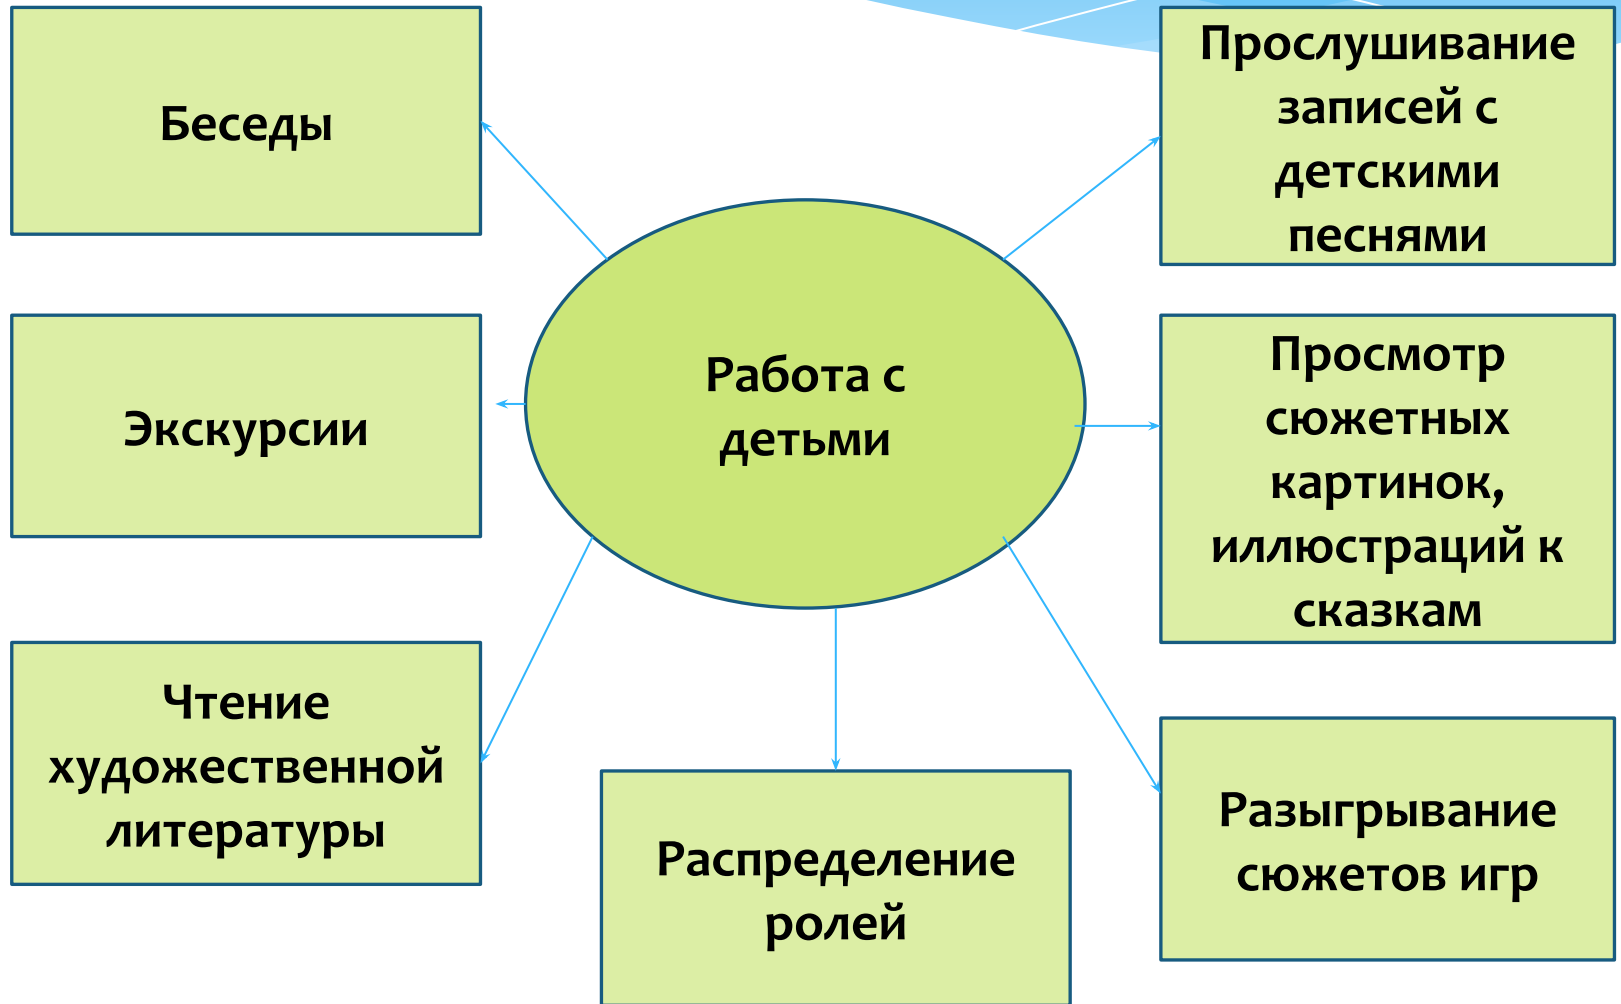 Беседы
Прослушивание
записей с
детскими
песнями
Работа с
детьми
Экскурсии
Просмотр
сюжетных
картинок,
иллюстраций к
сказкам
Чтение
художественной
литературы
Распределение
ролей
Разыгрывание
сюжетов игр